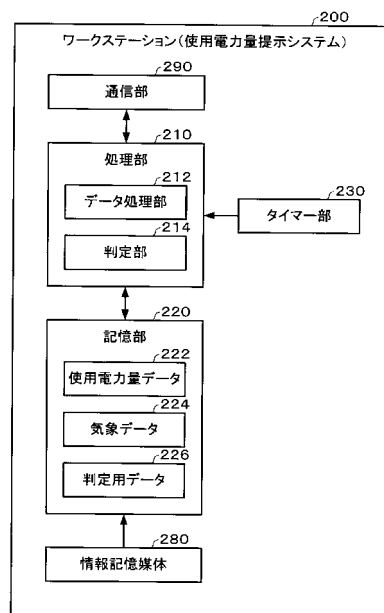 200
ワークステーション(使用電力量提示システム)
290
通信部
210
処理部
212
データ処理部
214
判定部
230
タイマー部
220
記憶部
222
使用電力量データ
224
気象データ
226
判定用データ
280
情報記憶媒体